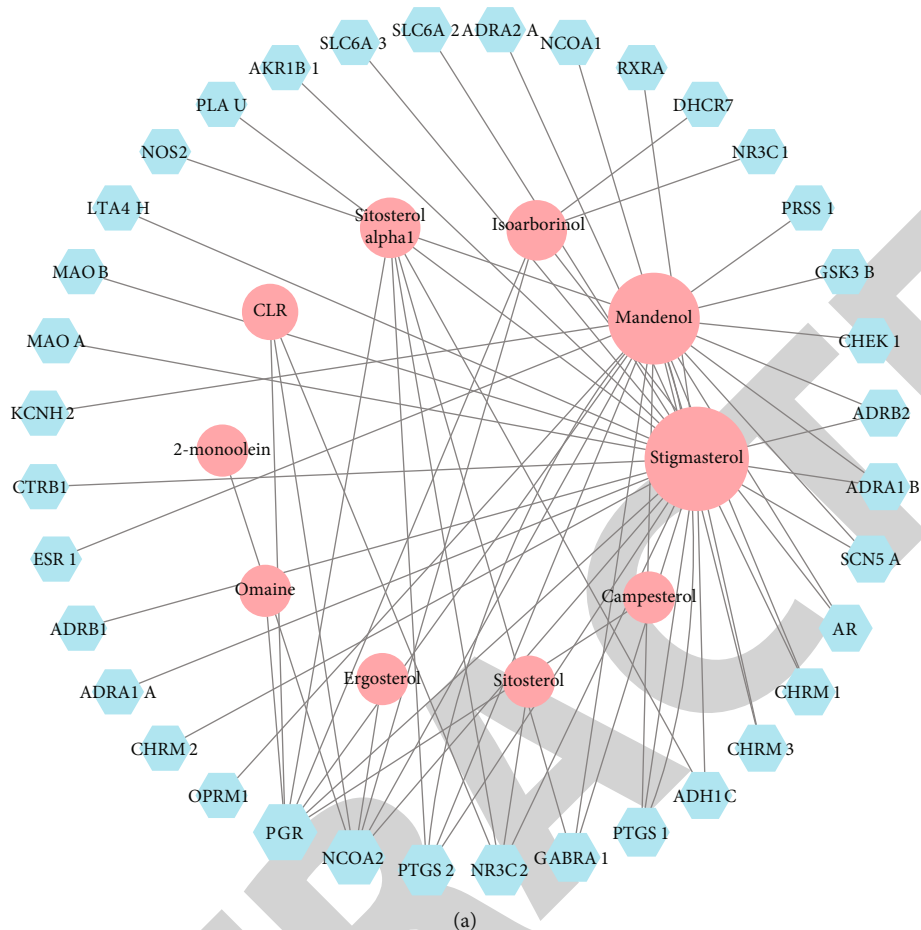 SLC6A 2
ADRA2 A
SLC6A 3
NCOA1
AKR1B 1
RXRA
PLA U
DHCR7
NOS2
NR3C 1
LTA4 H
Sitosterol
alpha1
Isoarborinol
PRSS 1
MAO B
GSK3 B
CLR
Mandenol
MAO A
CHEK 1
KCNH 2
ADRB2
2-monoolein
Stigmasterol
CTRB1
ADRA1 B
ESR 1
SCN5 A
Omaine
Campesterol
ADRB1
AR
ADRA1 A
Ergosterol
Sitosterol
CHRM 1
CHRM 2
CHRM 3
OPRM1
ADH1C
PGR
PTGS 1
NCOA2
PTGS 2
NR3C 2
GABRA 1
(a)